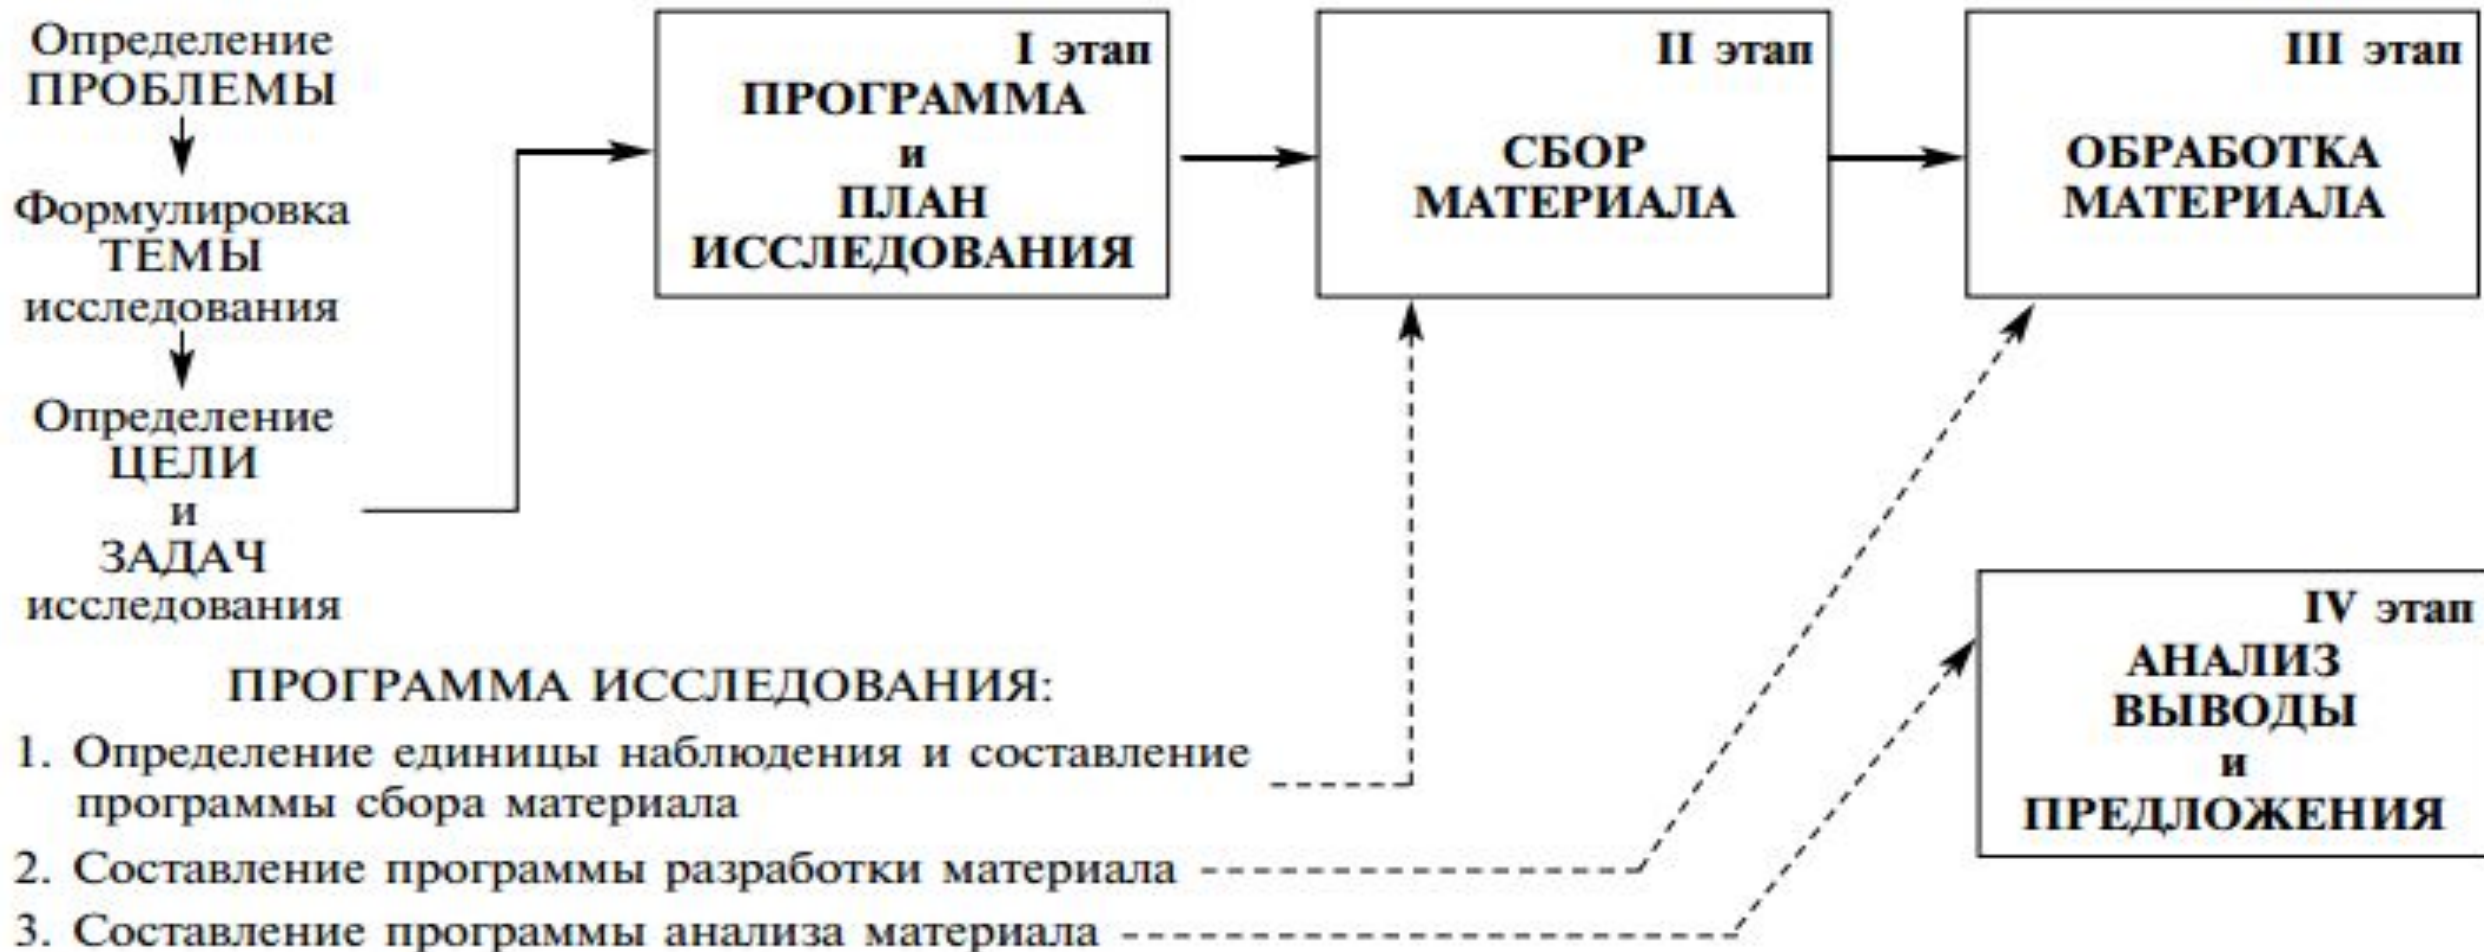 Определение
ПРОБЛЕМЫ
Формулировка
ТЕМЫ
исследования
Определение
ЦЕЛИ
и
ЗАДАЧ
исследования
I этап
ПРОГРАММА
и
ПЛАН
ИССЛЕДОВАНИЯ
II этап
СБОР
МАТЕРИАЛА
III этап
ОБРАБОТКА
МАТЕРИАЛА
IV этап
АНАЛИЗ
ВЫВОДЫ
и
ПРЕДЛОЖЕНИЯ
ПРОГРАММА ИССЛЕДОВАНИЯ:
1. Определение единицы наблюдения и составление
программы сбора материала
2. Составление программы разработки материала
3. Составление программы анализа материала